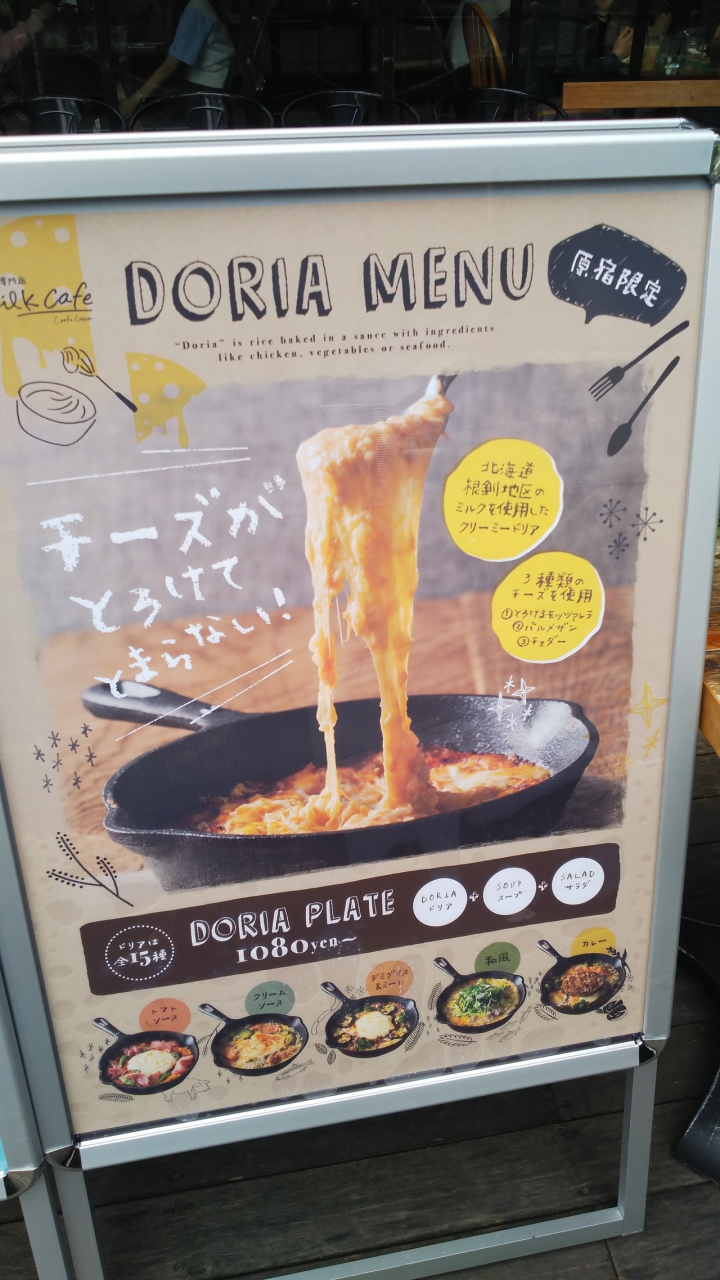 専門店
ilk Cafe
DORIA MENU
原宿限定
"Doria" is rice baked in a sauce with ingredients
like chicken, vegetables or seafood.
チーズが
とろけて
とまらない!
北海道
根釧地区の
ミルクを使用した
クリーミードリア
3種類の
チーズを使用
①とろけるモッツァレラ
②パルメザン
③チェダー
ドリアは
全15種
DORIA PLATE
1080yen~
DORIA
ドリア
+
SOUP
スープ
+
SALAD
サラダ
トマト
ソース
クリーム
ソース
デミグラス
&ミート
和風
カレー